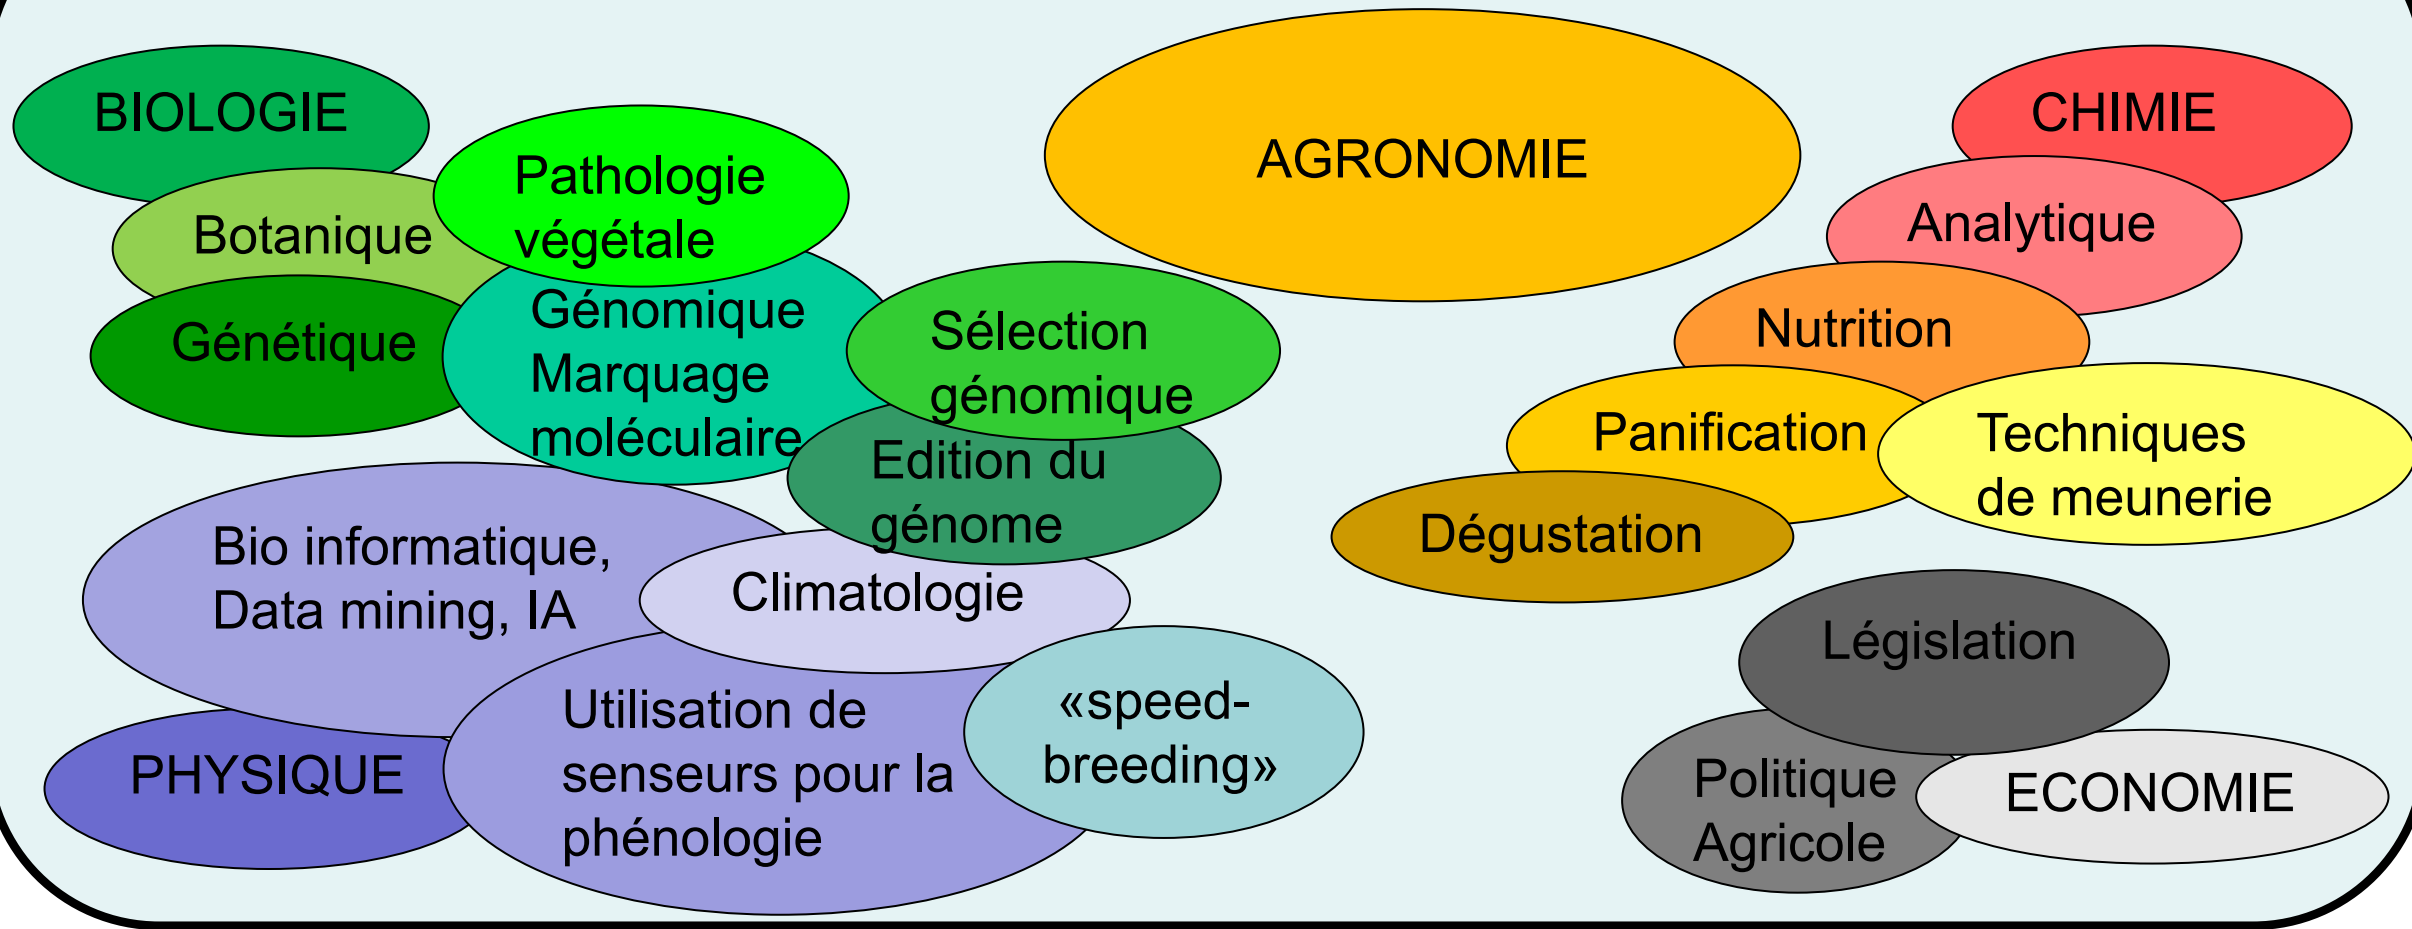 BIOLOGIE
Pathologie
végétale
Botanique
Génétique
Génomique
Marquage
moléculaire
Sélection
génomique
Edition du
génome
AGRONOMIE
CHIMIE
Analytique
Nutrition
Panification
Techniques
de meunerie
Dégustation
Bio informatique,
Data mining, IA
Climatologie
PHYSIQUE
Utilisation de
senseurs pour la
phénologie
«speed-
breeding»
Législation
Politique
Agricole
ECONOMIE